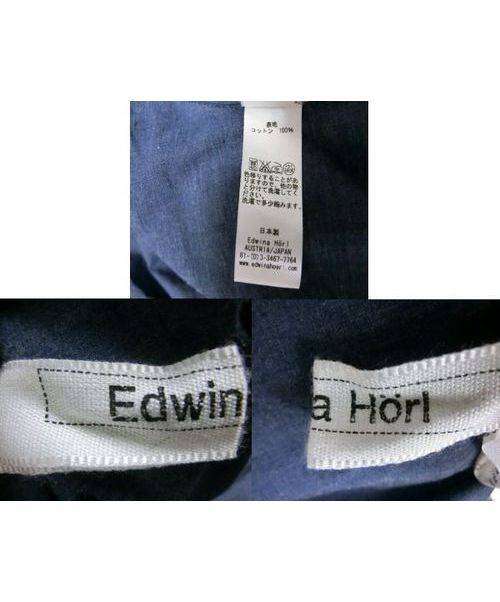 表地
コットン 100%
色移りすることがあ
りますので、他の物
と分けて洗濯して下さい。
洗濯で多少縮みます。
日本製
Edwina Hörl
AUSTRIA/JAPAN
81-(0)3-3467-7764
www.edwinahoerl.com
Edwin
a Hörl